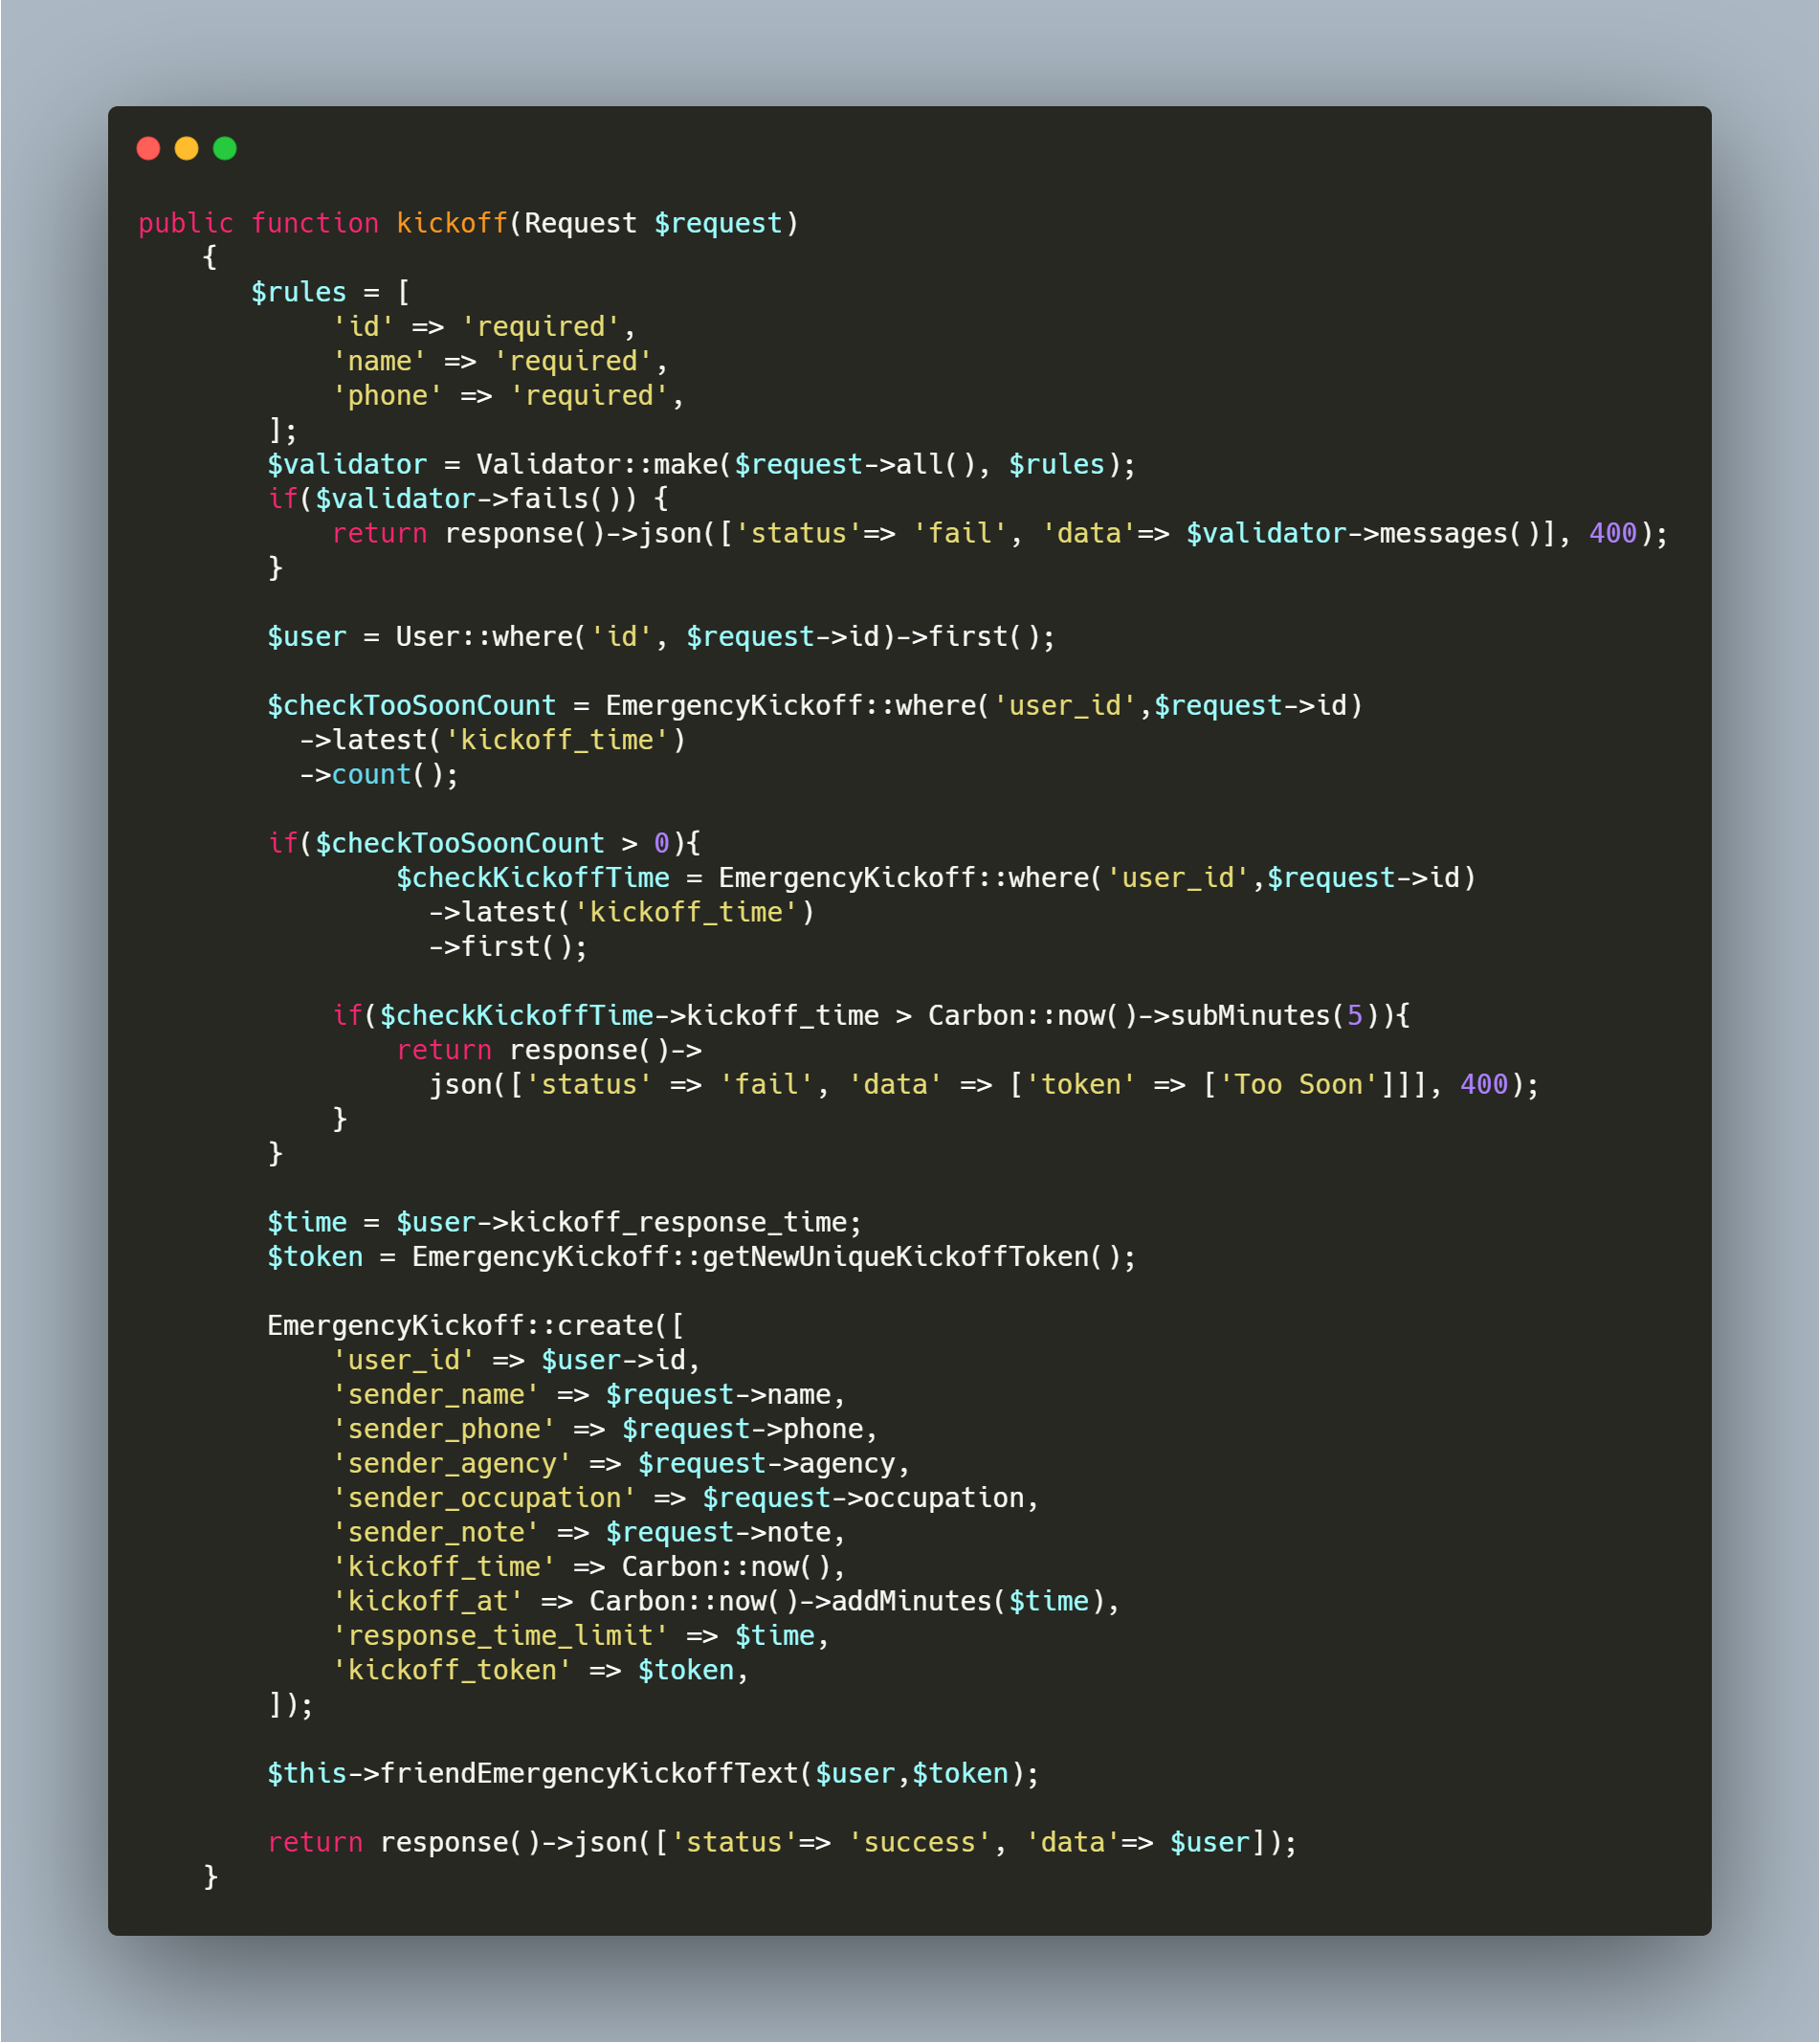 public function kickoff(Request $request)
    {
       $rules = [
            'id' => 'required',
            'name' => 'required',
            'phone' => 'required',
        ];
        $validator = Validator::make($request->all(), $rules);
        if($validator->fails()) {
            return response()->json(['status'=> 'fail', 'data'=> $validator->messages()], 400);
        }

        $user = User::where('id', $request->id)->first();

        $checkTooSoonCount = EmergencyKickoff::where('user_id',$request->id)
          ->latest('kickoff_time')
          ->count();

        if($checkTooSoonCount > 0){
                $checkKickoffTime = EmergencyKickoff::where('user_id',$request->id)
                  ->latest('kickoff_time')
                  ->first();

            if($checkKickoffTime->kickoff_time > Carbon::now()->subMinutes(5)){
                return response()->
                  json(['status' => 'fail', 'data' => ['token' => ['Too Soon']]], 400);
            }
        }

        $time = $user->kickoff_response_time;
        $token = EmergencyKickoff::getNewUniqueKickoffToken();

        EmergencyKickoff::create([
            'user_id' => $user->id,
            'sender_name' => $request->name,
            'sender_phone' => $request->phone,
            'sender_agency' => $request->agency,
            'sender_occupation' => $request->occupation,
            'sender_note' => $request->note,
            'kickoff_time' => Carbon::now(),
            'kickoff_at' => Carbon::now()->addMinutes($time),
            'response_time_limit' => $time,
            'kickoff_token' => $token,
        ]);

        $this->friendEmergencyKickoffText($user,$token);

        return response()->json(['status'=> 'success', 'data'=> $user]);
    }